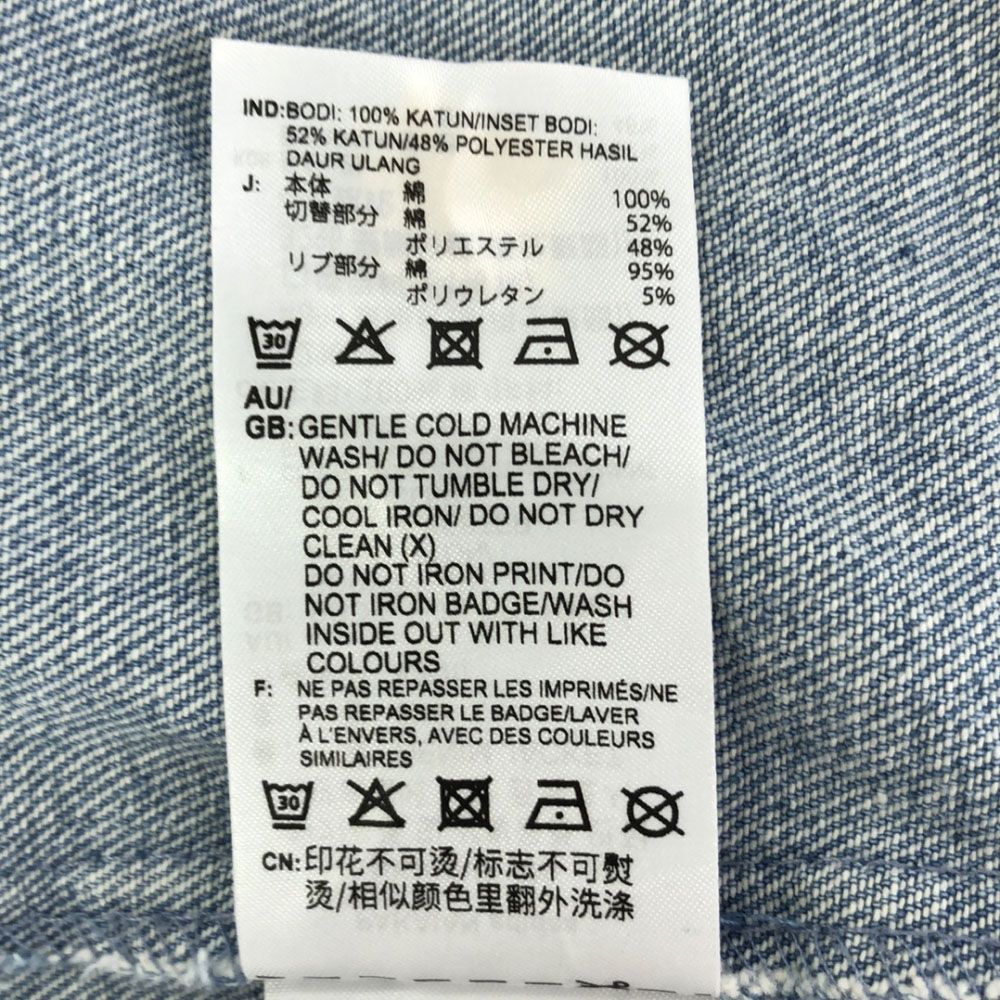 IND:BODI: 100% KATUN/INSET BODI:
52% KATUN/48% POLYESTER HASIL
DAUR ULANG
J: 本体 綿 100%
切替部分 綿 52%
ポリエステル 48%
リブ部分 綿 95%
ポリウレタン 5%
30
AU/
GB:GENTLE COLD MACHINE
WASH/ DO NOT BLEACH/
DO NOT TUMBLE DRY/
COOL IRON/ DO NOT DRY
CLEAN (X)
DO NOT IRON PRINT/DO
NOT IRON BADGE/WASH
INSIDE OUT WITH LIKE
COLOURS
F: NE PAS REPASSER LES IMPRIMÉS/NE
PAS REPASSER LE BADGE/LAVER
À L'ENVERS, AVEC DES COULEURS
SIMILAIRES
30
CN:印花不可烫/标志不可熨
烫/相似颜色里翻外洗涤